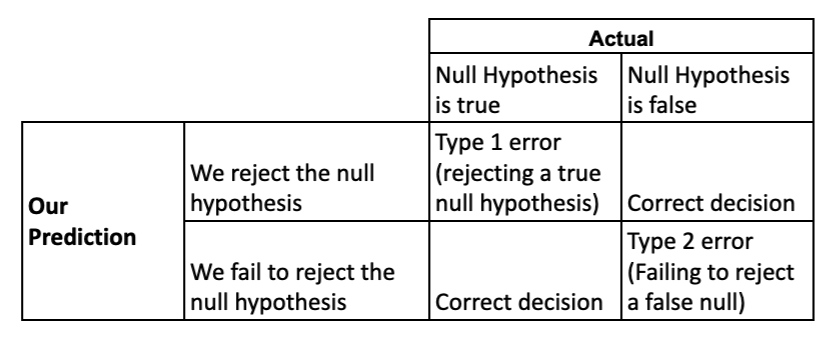 Actual
Null Hypothesis
is true
Null Hypothesis
is false
Our
Prediction
We reject the null
hypothesis
Type 1 error
(rejecting a true
null hypothesis)
Correct decision
We fail to reject the
null hypothesis
Correct decision
Type 2 error
(Failing to reject
a false null)